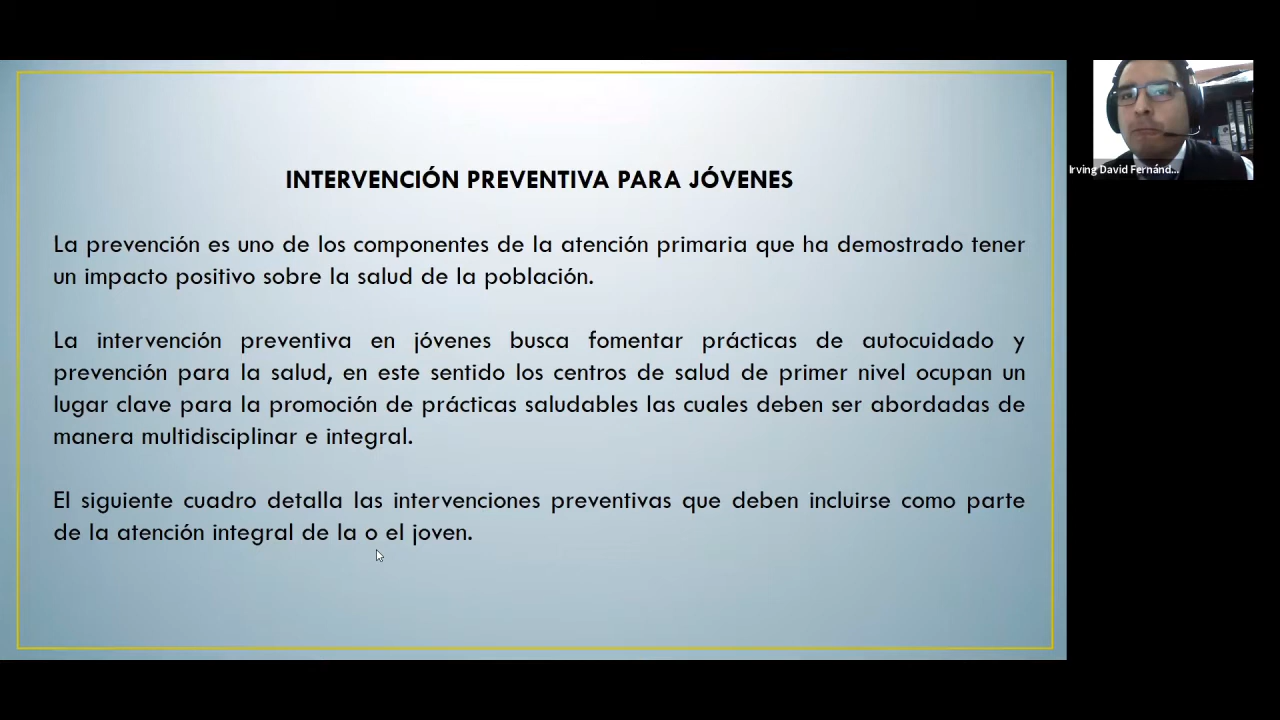 INTERVENCIÓN PREVENTIVA PARA JÓVENES
La prevención es uno de los componentes de la atención primaria que ha demostrado tener
un impacto positivo sobre la salud de la población.
La intervención preventiva en jóvenes busca fomentar prácticas de autocuidado y
prevención para la salud, en este sentido los centros de salud de primer nivel ocupan un
lugar clave para la promoción de prácticas saludables las cuales deben ser abordadas de
manera multidisciplinar e integral.
El siguiente cuadro detalla las intervenciones preventivas que deben incluirse como parte
de la atención integral de la o el joven.
Irving David Fernánd...